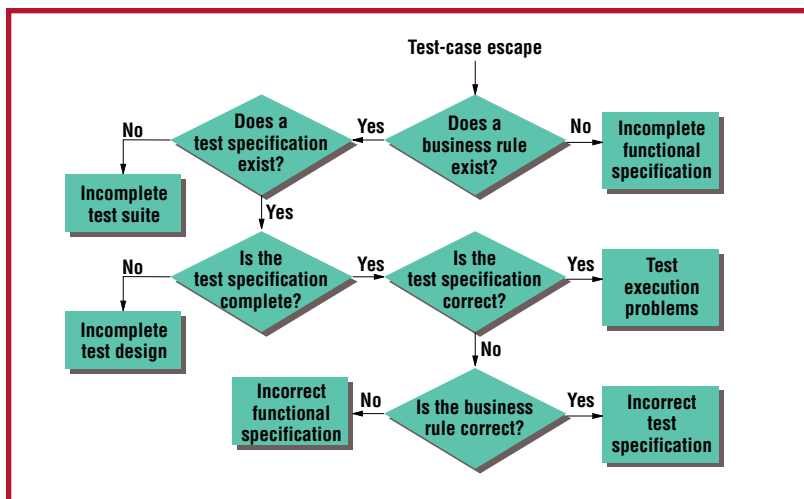 Test-case escape
Does a
business rule
exist?
No
Incomplete
functional
specification
Yes
Does a
test specification
exist?
No
Incomplete
test suite
Yes
Is the
test specification
complete?
No
Incomplete
test design
Yes
Is the
test specification
correct?
Yes
Test
execution
problems
No
Is the business
rule correct?
No
Incorrect
functional
specification
Yes
Incorrect
test
specification